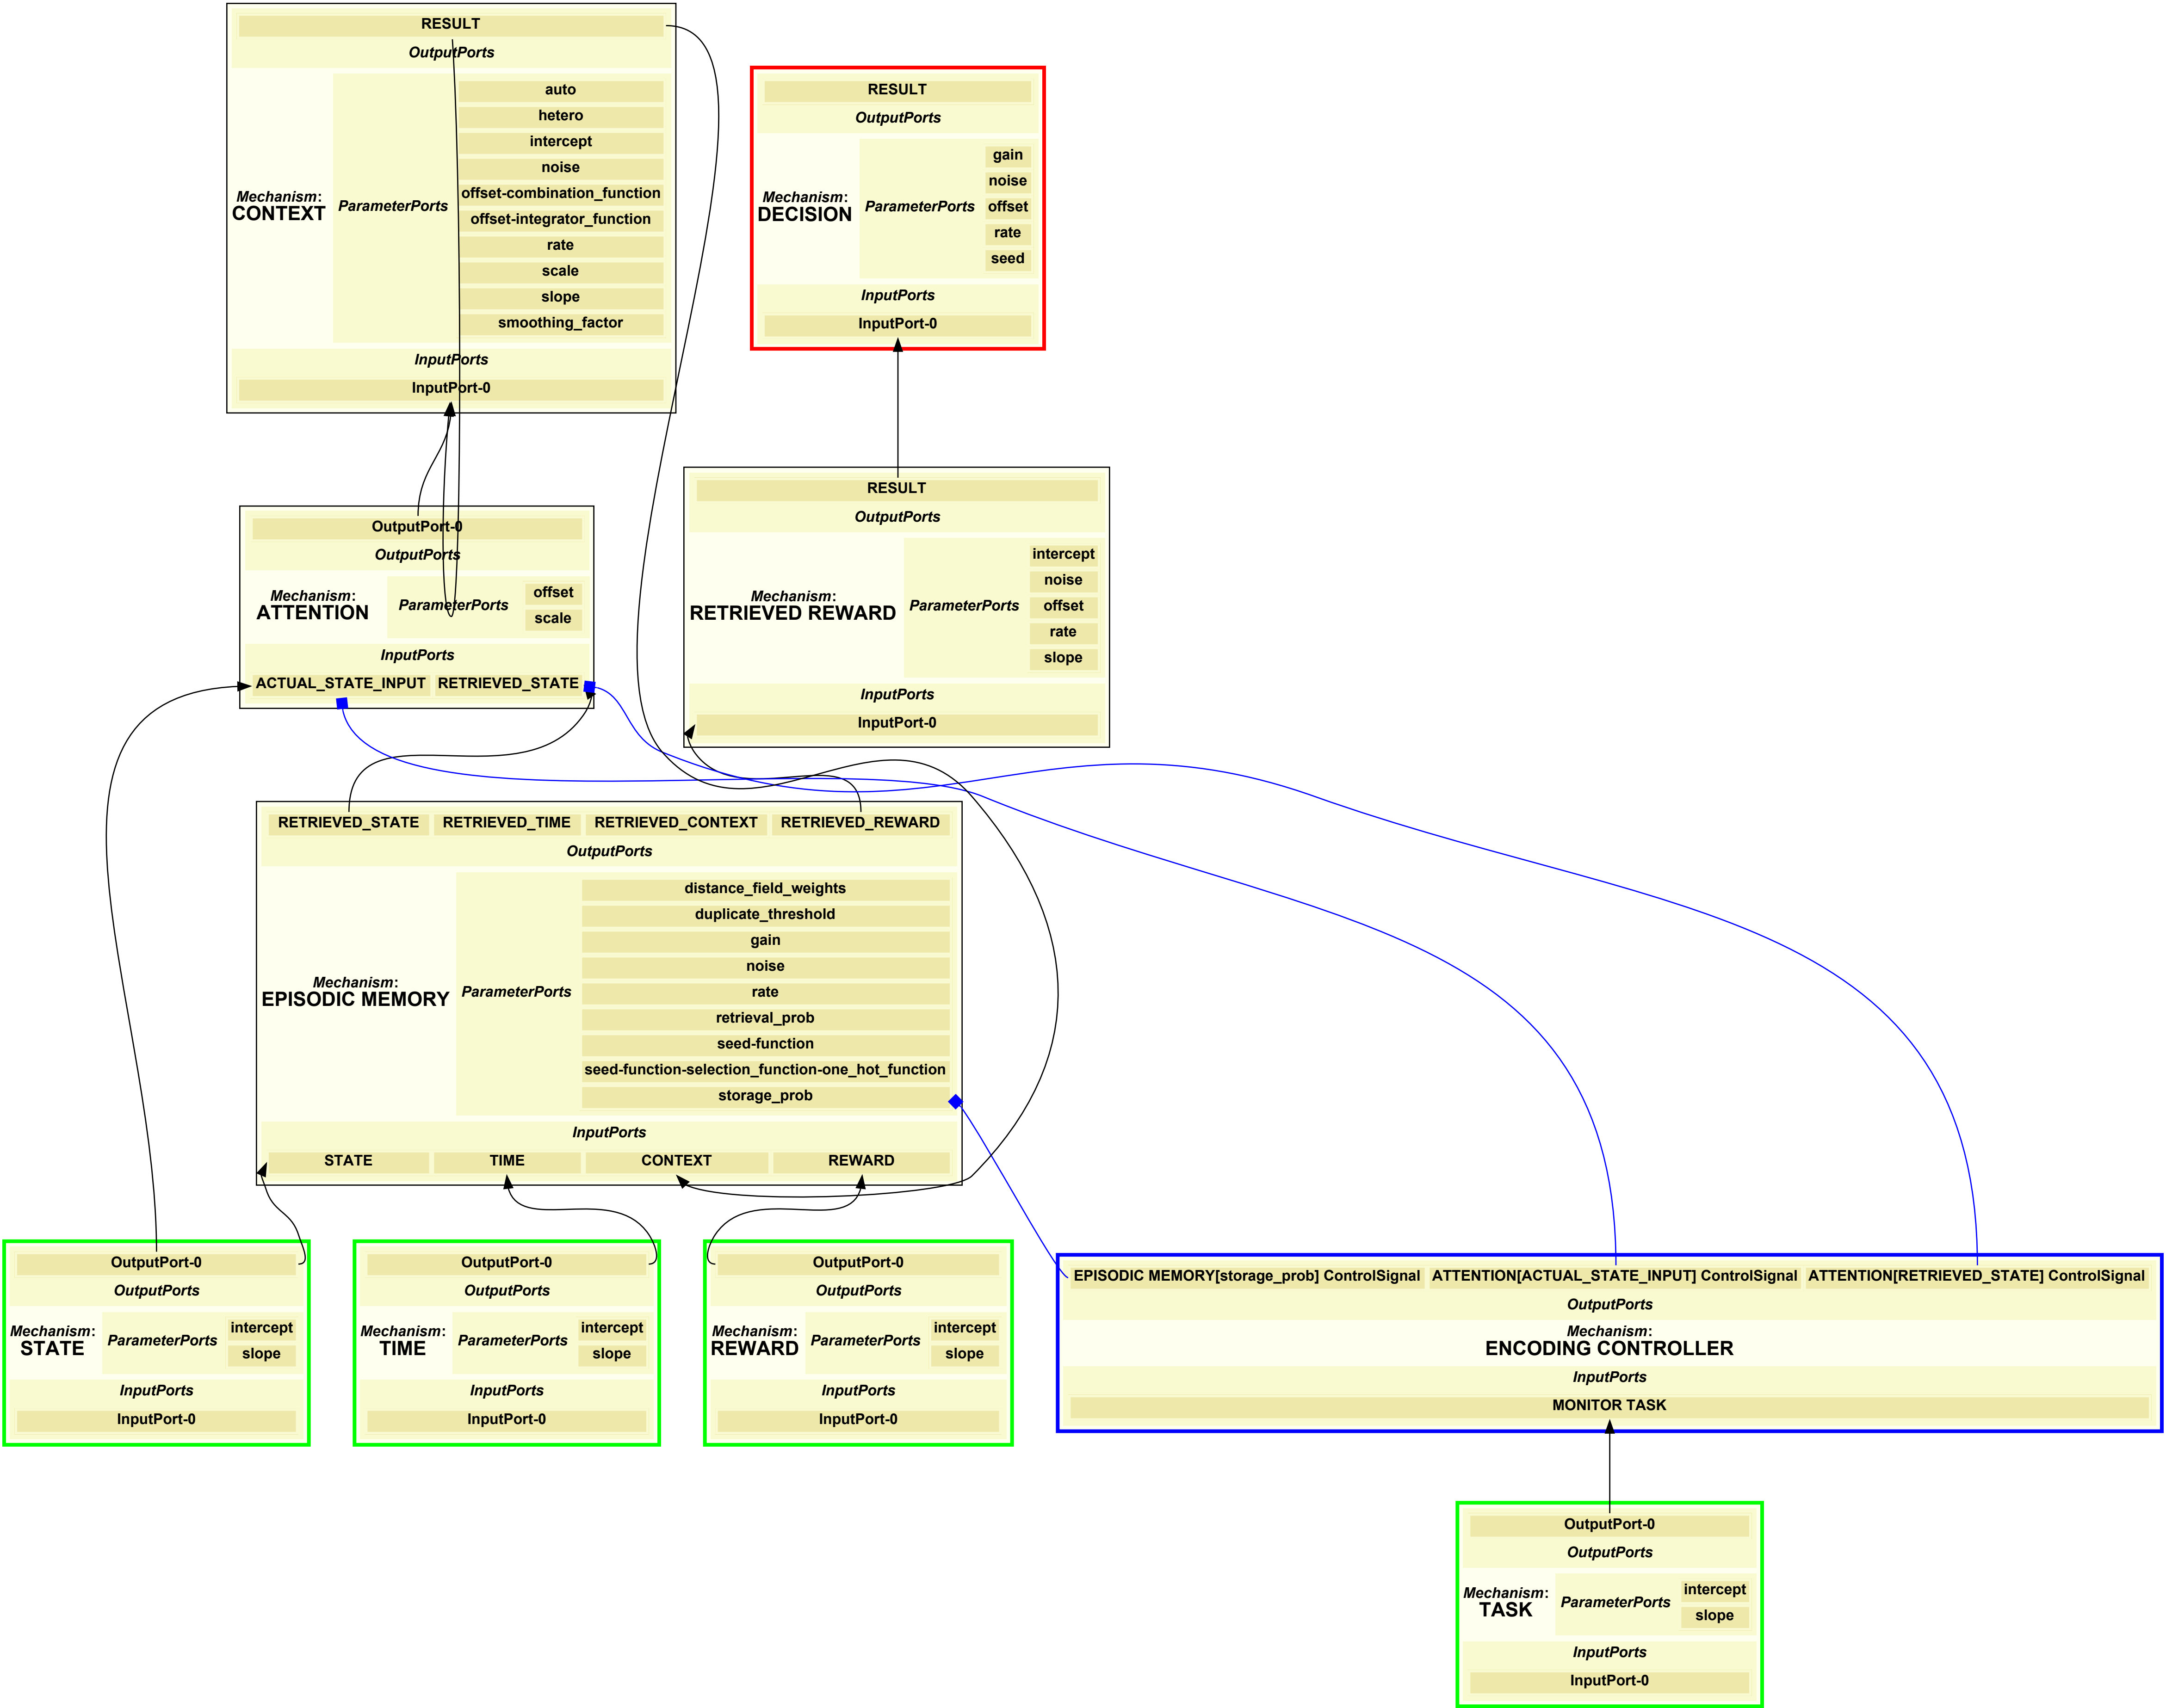 RESULT
OutputPorts
Mechanism:
CONTEXT
ParameterPorts
auto
hetero
intercept
noise
offset-combination_function
offset-integrator_function
rate
scale
slope
smoothing_factor
InputPorts
InputPort-0
RESULT
OutputPorts
Mechanism:
DECISION
ParameterPorts
gain
noise
offset
rate
seed
InputPorts
InputPort-0
OutputPort-0
OutputPorts
Mechanism:
ATTENTION
ParameterPorts
offset
scale
InputPorts
ACTUAL_STATE_INPUT RETRIEVED_STATE
RESULT
OutputPorts
Mechanism:
RETRIEVED REWARD
ParameterPorts
intercept
noise
offset
rate
slope
InputPorts
InputPort-0
RETRIEVED_STATE RETRIEVED_TIME RETRIEVED_CONTEXT RETRIEVED_REWARD
OutputPorts
Mechanism:
EPISODIC MEMORY
ParameterPorts
distance_field_weights
duplicate_threshold
gain
noise
rate
retrieval_prob
seed-function
seed-function-selection_function-one_hot_function
storage_prob
InputPorts
STATE TIME CONTEXT REWARD
OutputPort-0
OutputPorts
Mechanism:
STATE
ParameterPorts
intercept
slope
InputPorts
InputPort-0
OutputPort-0
OutputPorts
Mechanism:
TIME
ParameterPorts
intercept
slope
InputPorts
InputPort-0
OutputPort-0
OutputPorts
Mechanism:
REWARD
ParameterPorts
intercept
slope
InputPorts
InputPort-0
EPISODIC MEMORY[storage_prob] ControlSignal ATTENTION[ACTUAL_STATE_INPUT] ControlSignal ATTENTION[RETRIEVED_STATE] ControlSignal
OutputPorts
Mechanism:
ENCODING CONTROLLER
InputPorts
MONITOR TASK
OutputPort-0
OutputPorts
Mechanism:
TASK
ParameterPorts
intercept
slope
InputPorts
InputPort-0